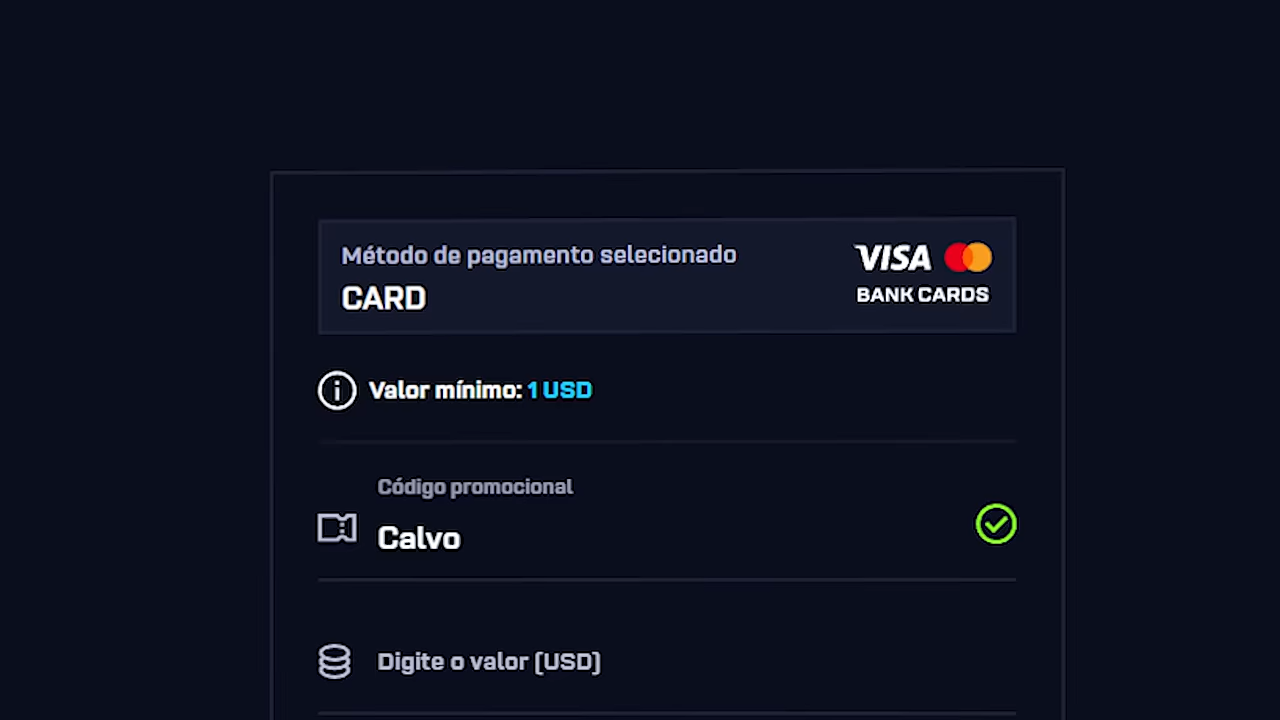 Método de pagamento selecionado
CARD
VISA
BANK CARDS
Valor mínimo: 1 USD
Código promocional
Calvo
Digite o valor (USD)